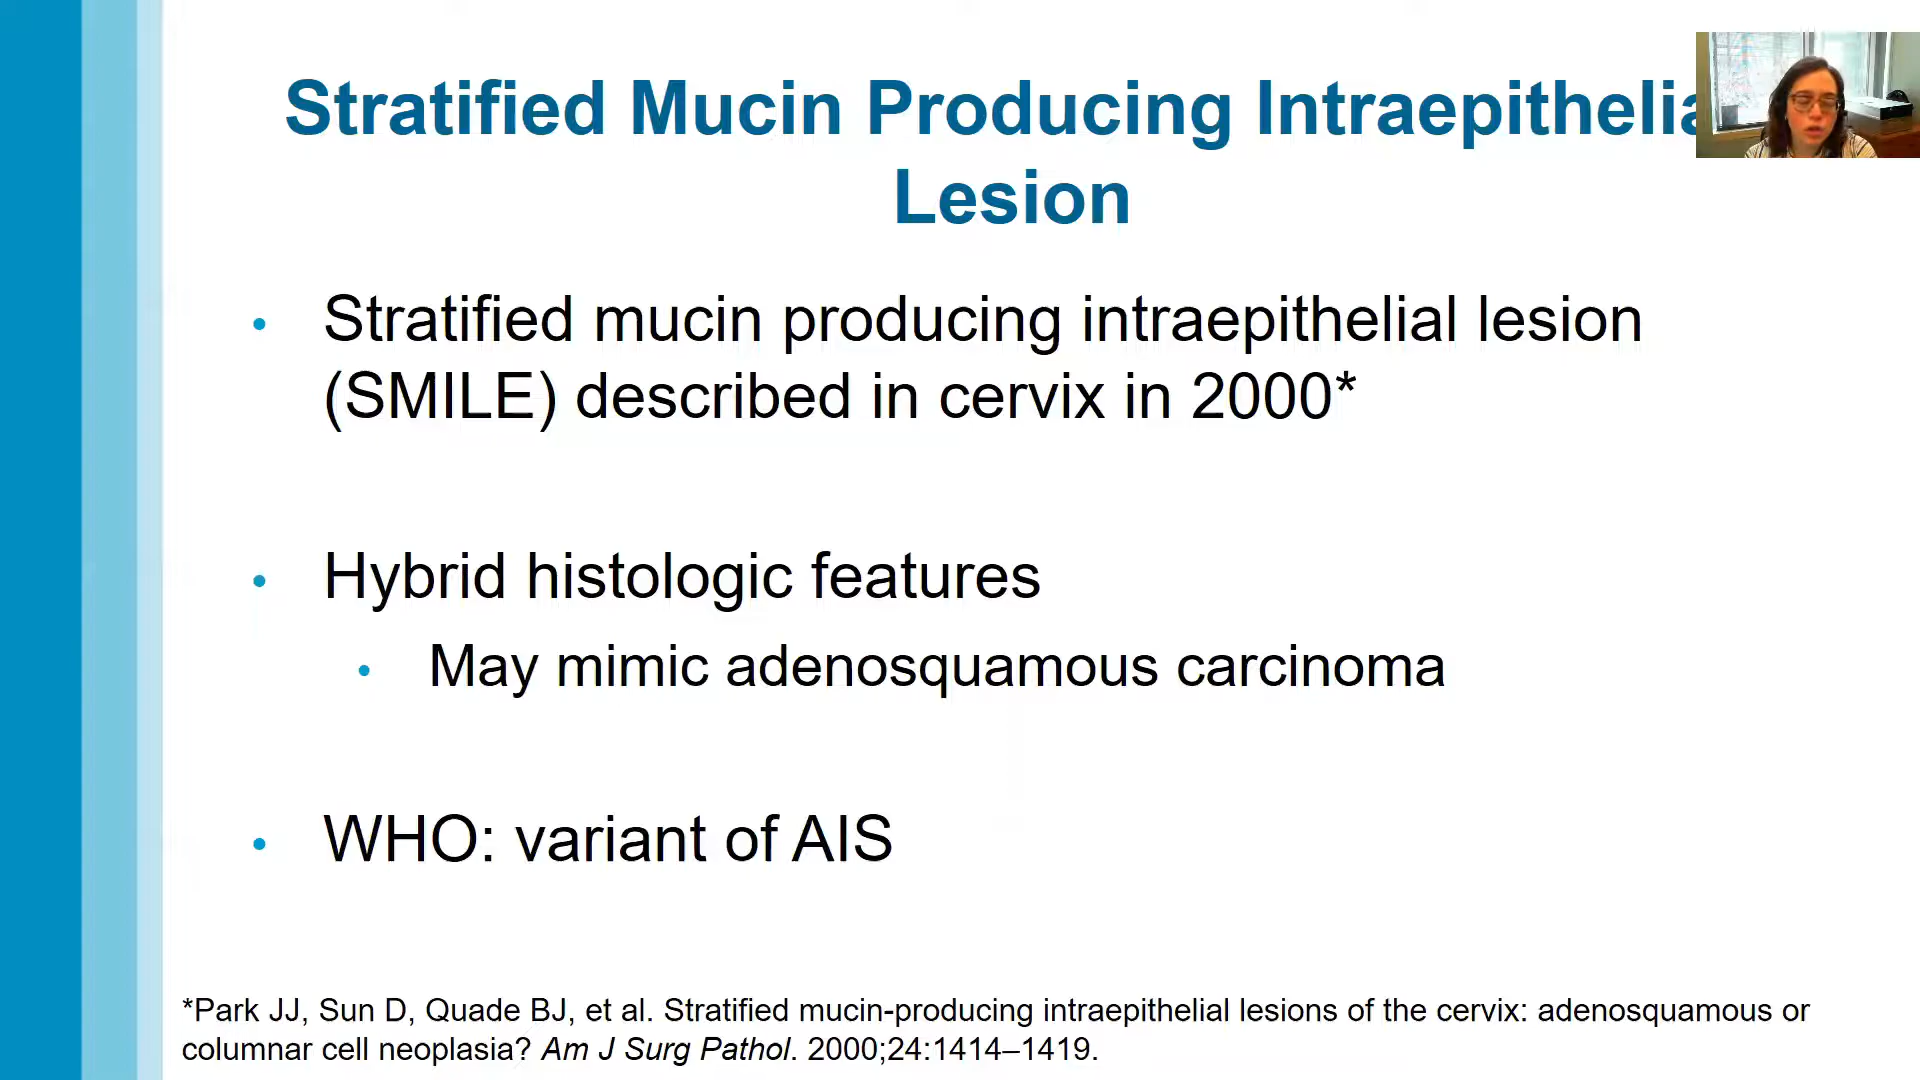 Stratified Mucin Producing Intraepithelia
Lesion
• Stratified mucin producing intraepithelial lesion
(SMILE) described in cervix in 2000*
• Hybrid histologic features
• May mimic adenosquamous carcinoma
• WHO: variant of AIS
*Park JJ, Sun D, Quade BJ, et al. Stratified mucin-producing intraepithelial lesions of the cervix: adenosquamous or
columnar cell neoplasia? Am J Surg Pathol. 2000;24:1414–1419.